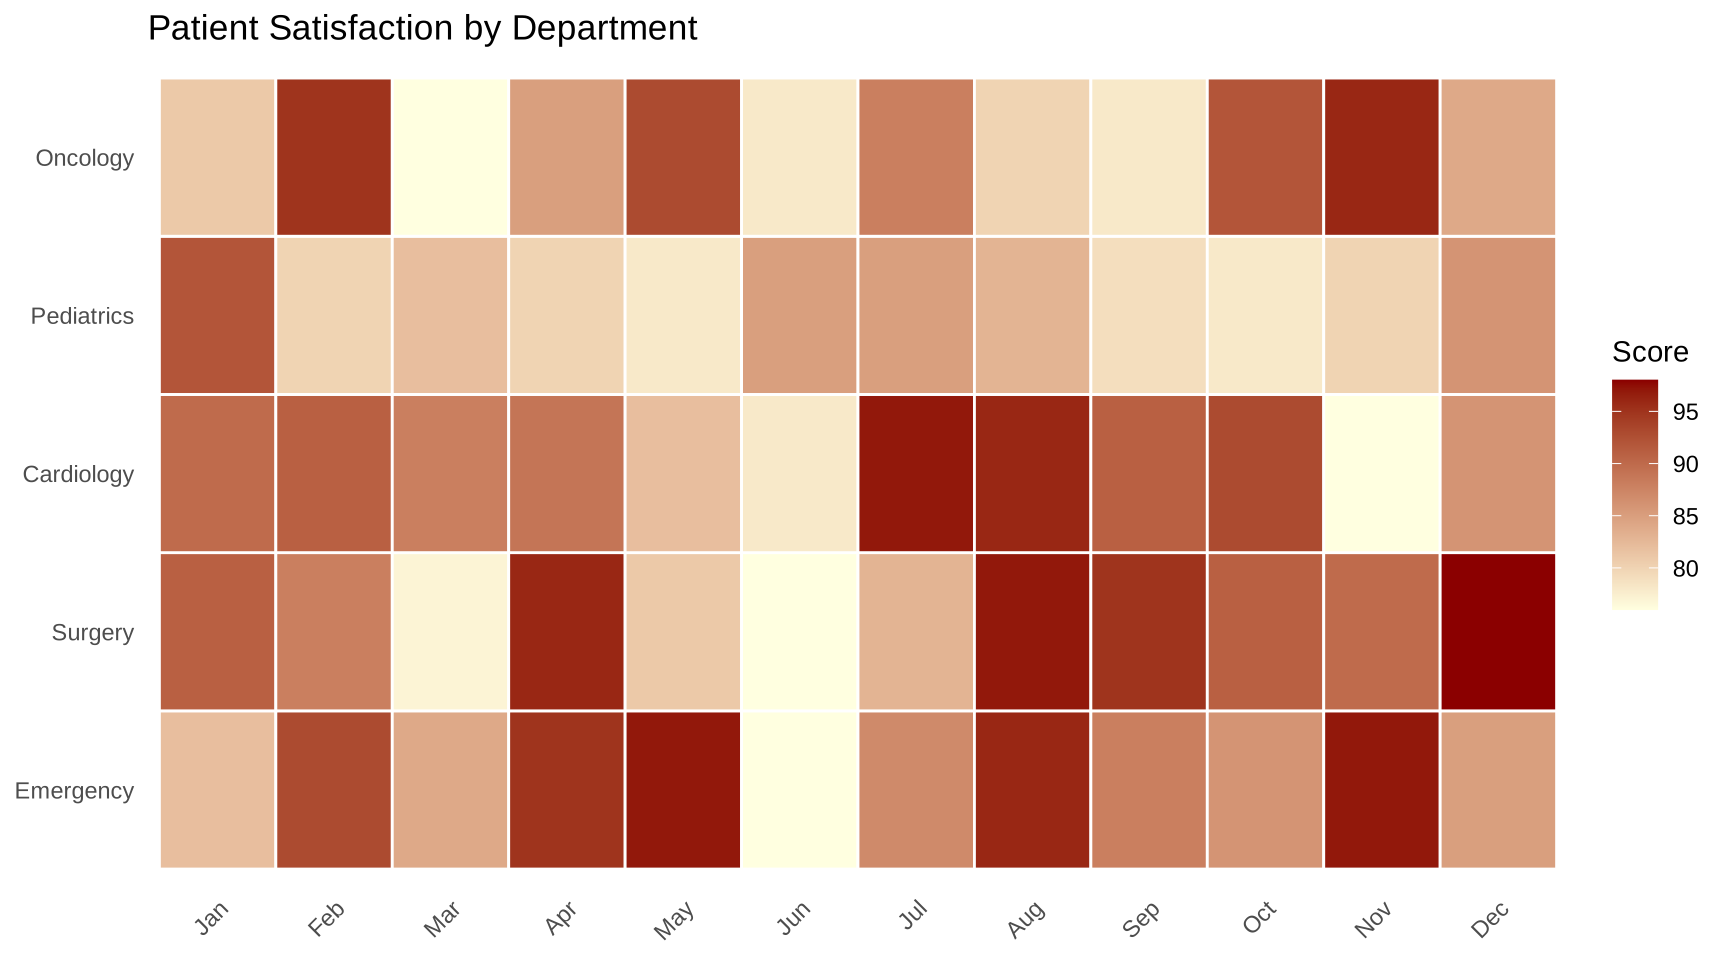 Patient Satisfaction by Department
Oncology
Pediatrics
Cardiology
Surgery
Emergency
Jan
Feb
Mar
Apr
May
Jun
Jul
Aug
Sep
Oct
Nov
Dec
Score
95
90
85
80